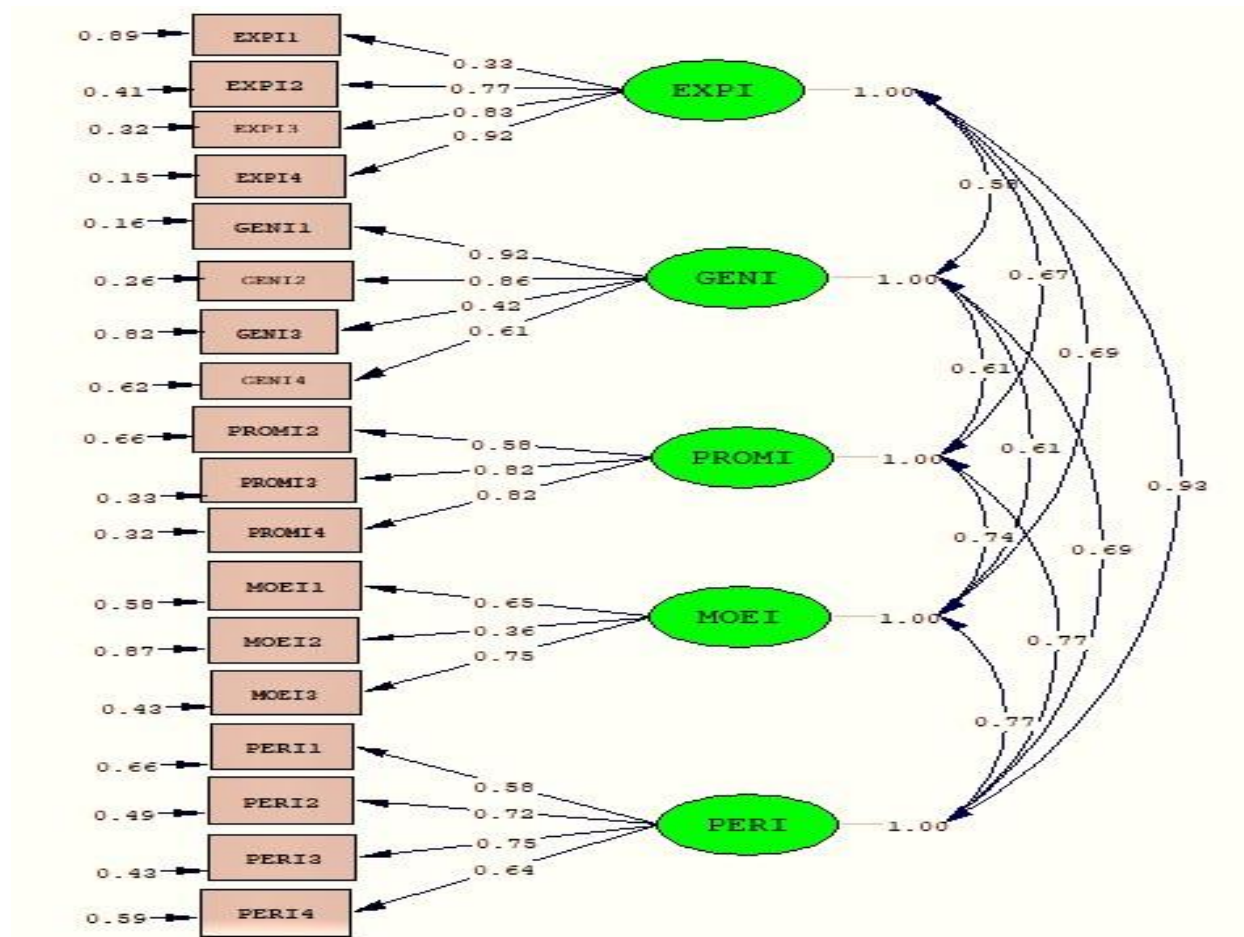 0.89 EXPI1
0.41 EXPI2
0.32 EXPI3
0.15 EXPI4
0.16 GENI1
0.26 GENI2
0.82 GENI3
0.62 GENI4
0.66 PROMI2
0.33 PROMI3
0.32 PROMI4
0.58 MOEI1
0.87 MOEI2
0.43 MOEI3
0.66 PERI1
0.49 PERI2
0.43 PERI3
0.59 PERI4
0.33
0.77
0.83
0.92
0.92
0.86
0.42
0.61
0.58
0.82
0.82
0.65
0.36
0.75
0.58
0.72
0.75
0.64
EXPI 1.00
GENI 1.00
PROMI 1.00
MOEI 1.00
PERI 1.00
0.58
0.67
0.69
0.61
0.61
0.93
0.74
0.69
0.77
0.77